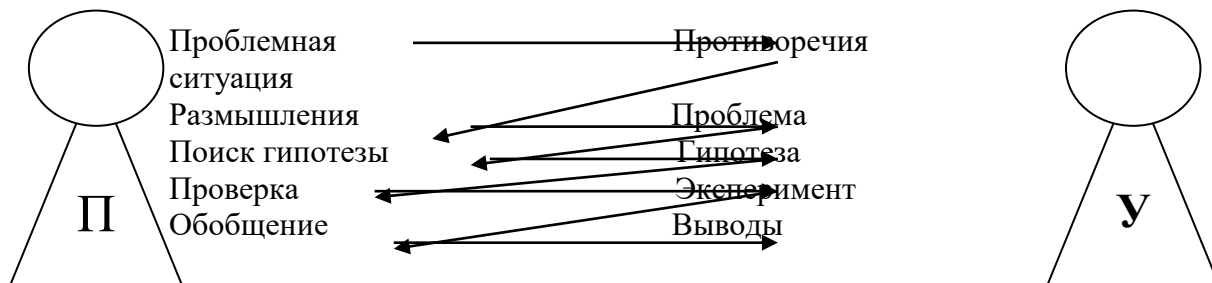 Проблемная Противоречия
ситуация
Размышления Проблема
Поиск гипотезы Гипотеза
Проверка Эксперимент
Обобщение Выводы
П У